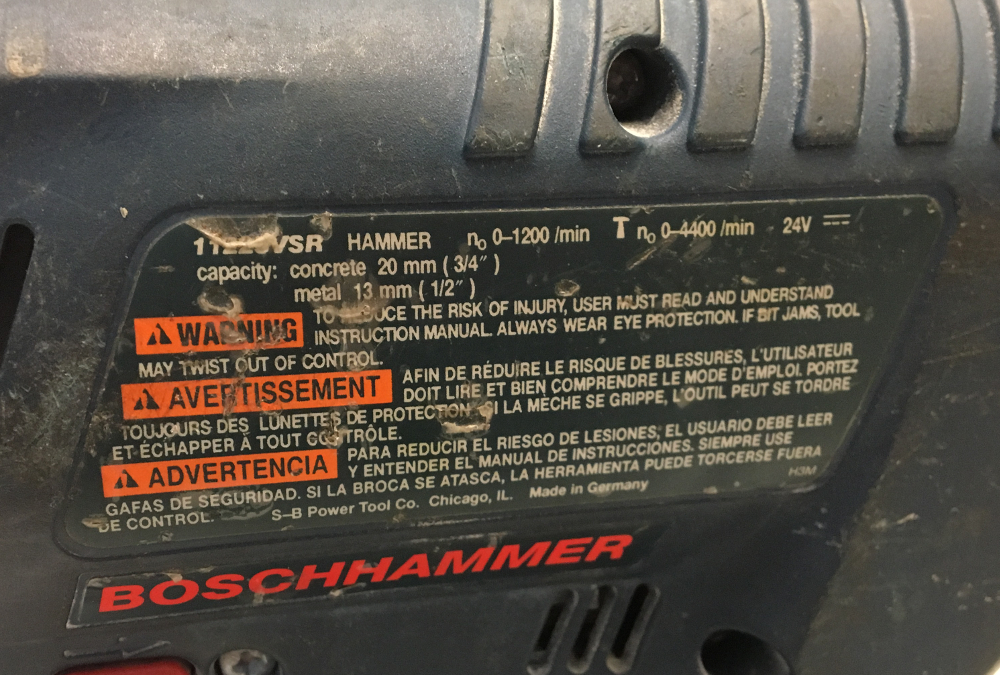 HAMMER n₀ 0–1200 /min T n₀ 0–4400 /min 24V ⎓
capacity: concrete 20 mm ( 3/4″ )
metal 13 mm ( 1/2″ )
WARNING TO REDUCE THE RISK OF INJURY, USER MUST READ AND UNDERSTAND
INSTRUCTION MANUAL. ALWAYS WEAR EYE PROTECTION. IF BIT JAMS, TOOL
MAY TWIST OUT OF CONTROL.
AVERTISSEMENT AFIN DE RÉDUIRE LE RISQUE DE BLESSURES, L'UTILISATEUR
DOIT LIRE ET BIEN COMPRENDRE LE MODE D'EMPLOI. PORTEZ
TOUJOURS DES LUNETTES DE PROTECTION. SI LA MÈCHE SE GRIPPE, L'OUTIL PEUT SE TORDRE
ET ÉCHAPPER À TOUT CONTRÔLE.
ADVERTENCIA PARA REDUCIR EL RIESGO DE LESIONES, EL USUARIO DEBE LEER
Y ENTENDER EL MANUAL DE INSTRUCCIONES. SIEMPRE USE
GAFAS DE SEGURIDAD. SI LA BROCA SE ATASCA, LA HERRAMIENTA PUEDE TORCERSE FUERA
DE CONTROL. S–B Power Tool Co. Chicago, IL. Made in Germany H3M
BOSCHHAMMER